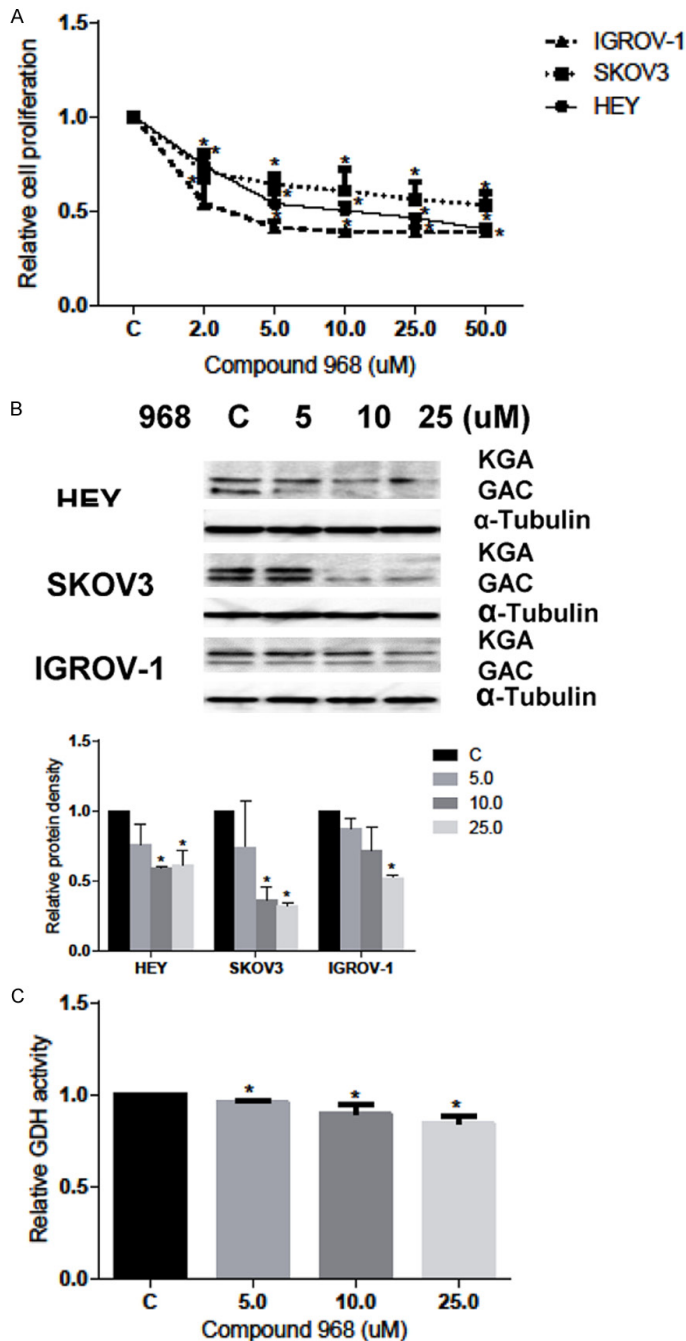 A
1.5
1.0
0.5
0.0
Relative cell proliferation
IGROV-1
SKOV3
HEY
* * * * * * * * * * * * * * *
C 2.0 5.0 10.0 25.0 50.0
Compound 968 (uM)
B
968 C 5 10 25 (uM)
HEY
KGA
GAC
α-Tubulin
SKOV3
KGA
GAC
α-Tubulin
IGROV-1
KGA
GAC
α-Tubulin
1.5
1.0
0.5
0.0
Relative protein density
C
5.0
10.0
25.0
* * * * *
HEY SKOV3 IGROV-1
C
1.5
1.0
0.5
0.0
Relative GDH activity
* * *
C 5.0 10.0 25.0
Compound 968 (uM)